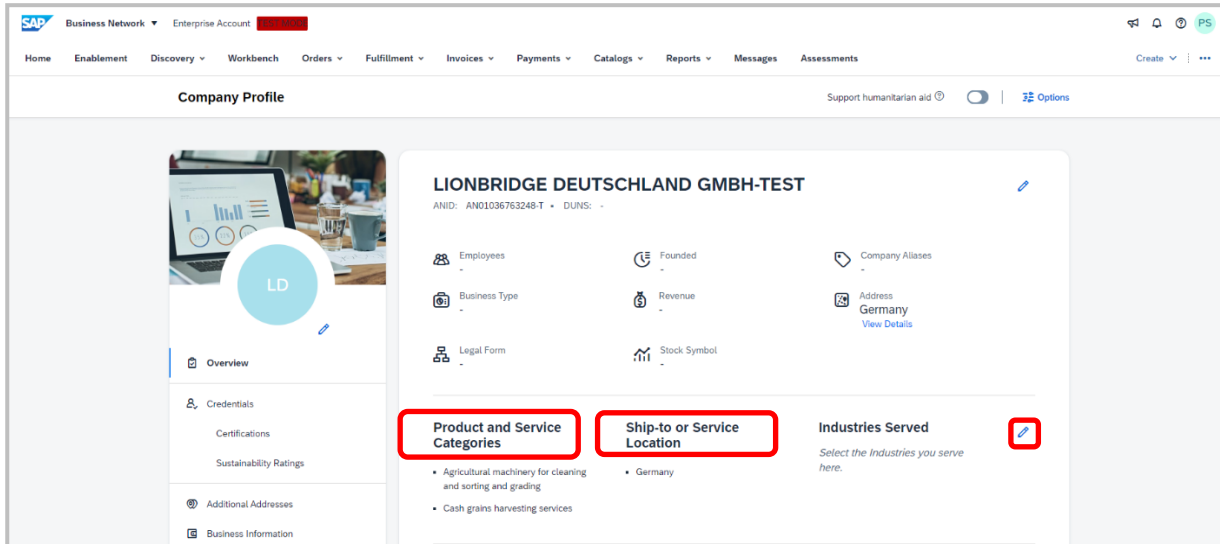 SAP Business Network ▼ Enterprise Account TEST MODE
PS
Home Enablement Discovery Workbench Orders Fulfillment Invoices Payments Catalogs Reports Messages Assessments Create
Company Profile
Support humanitarian aid
Options
LIONBRIDGE DEUTSCHLAND GMBH-TEST
ANID: AN01036763248-T • DUNS: -
Employees
-
Founded
-
Company Aliases
-
Business Type
-
Revenue
-
Address
Germany
View Details
Legal Form
-
Stock Symbol
-
LD
Overview
Credentials
Certifications
Sustainability Ratings
Additional Addresses
Business Information
Product and Service
Categories
• Agricultural machinery for cleaning
and sorting and grading
• Cash grains harvesting services
Ship-to or Service
Location
• Germany
Industries Served
Select the Industries you serve
here.